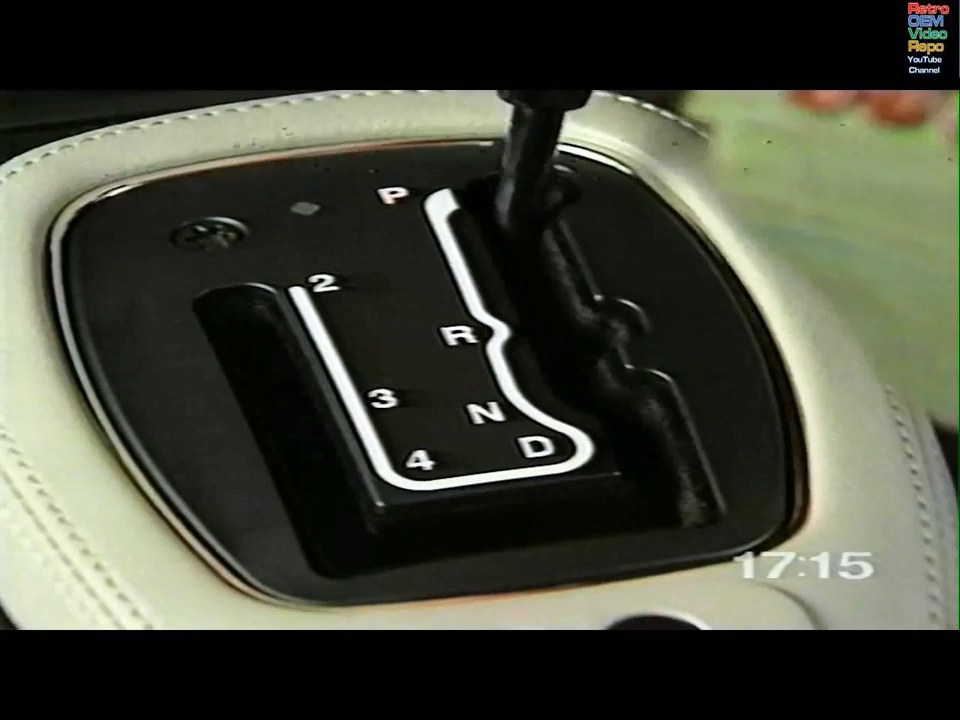 Retro
OEM
Video
Repo
YouTube
Channel
P
2
R
3
N
4
D
17:15